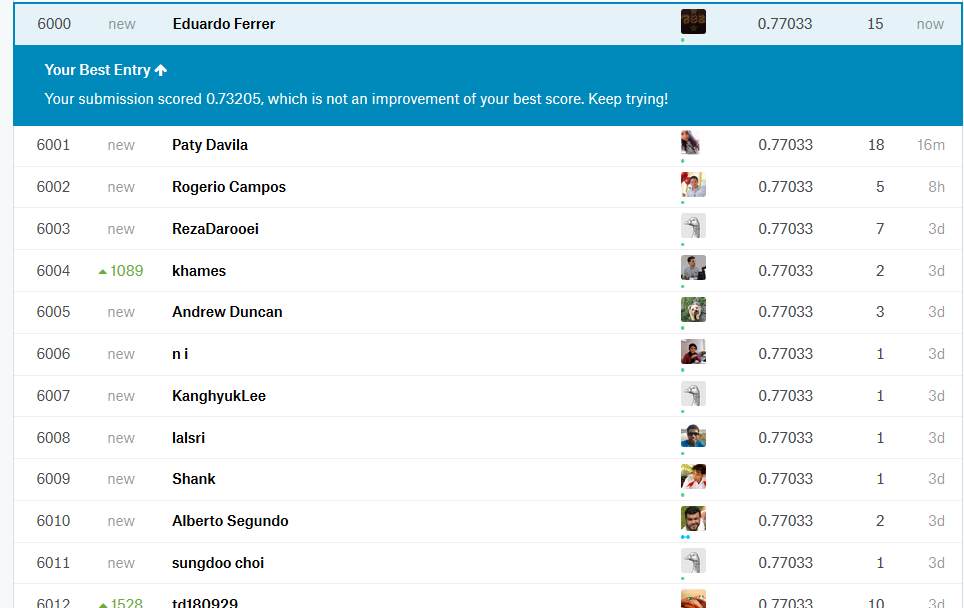 6000 new Eduardo Ferrer 0.77033 15 now
Your Best Entry
Your submission scored 0.73205, which is not an improvement of your best score. Keep trying!
6001 new Paty Davila 0.77033 18 16m
6002 new Rogerio Campos 0.77033 5 8h
6003 new RezaDarooei 0.77033 7 3d
6004 1089 khames 0.77033 2 3d
6005 new Andrew Duncan 0.77033 3 3d
6006 new n i 0.77033 1 3d
6007 new KanghyukLee 0.77033 1 3d
6008 new lalsri 0.77033 1 3d
6009 new Shank 0.77033 1 3d
6010 new Alberto Segundo 0.77033 2 3d
6011 new sungdoo choi 0.77033 1 3d
6012 1528 td180929 0.77033 10 3d